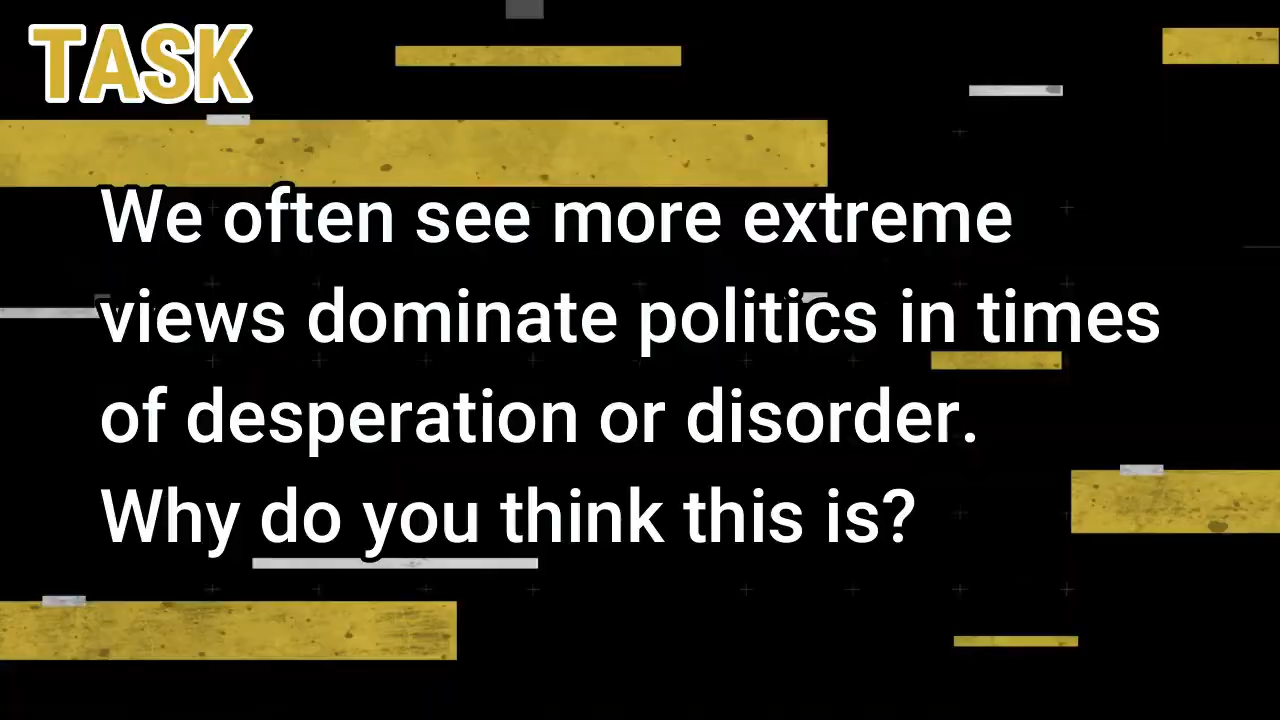 TASK
We often see more extreme
views dominate politics in times
of desperation or disorder.
Why do you think this is?